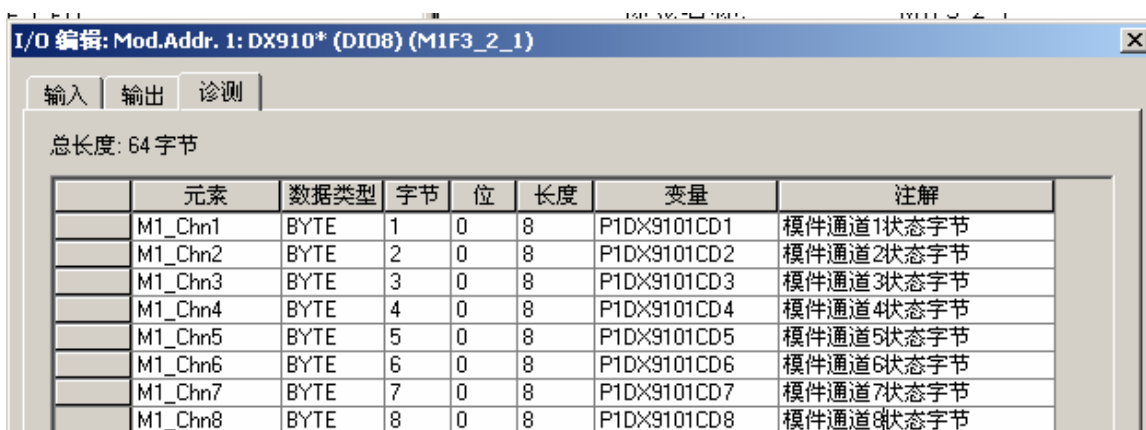 I/O 编辑: Mod.Addr. 1: DX910* (DIO8) (M1F3_2_1)
输入 输出 诊测
总长度: 64 字节
元素 数据类型 字节 位 长度 变量 注解
M1_Chn1 BYTE 1 0 8 P1DX9101CD1 模件通道1状态字节
M1_Chn2 BYTE 2 0 8 P1DX9101CD2 模件通道2状态字节
M1_Chn3 BYTE 3 0 8 P1DX9101CD3 模件通道3状态字节
M1_Chn4 BYTE 4 0 8 P1DX9101CD4 模件通道4状态字节
M1_Chn5 BYTE 5 0 8 P1DX9101CD5 模件通道5状态字节
M1_Chn6 BYTE 6 0 8 P1DX9101CD6 模件通道6状态字节
M1_Chn7 BYTE 7 0 8 P1DX9101CD7 模件通道7状态字节
M1_Chn8 BYTE 8 0 8 P1DX9101CD8 模件通道8状态字节